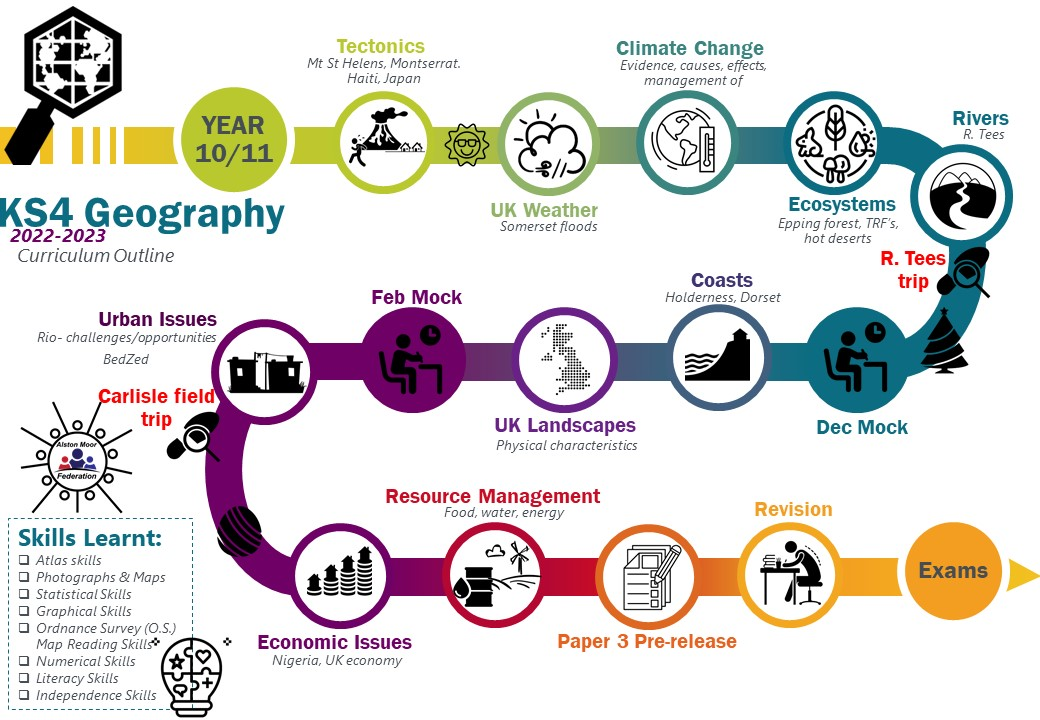 YEAR
10/11
KS4 Geography
2022-2023
Curriculum Outline
Tectonics
Mt St Helens, Montserrat.
Haiti, Japan
UK Weather
Somerset floods
Climate Change
Evidence, causes, effects,
management of
Ecosystems
Epping forest, TRF's,
hot deserts
Rivers
R. Tees
R. Tees
trip
Dec Mock
Coasts
Holderness, Dorset
UK Landscapes
Physical characteristics
Feb Mock
Urban Issues
Rio- challenges/opportunities
BedZed
Carlisle field
trip
Alston Moor
Federation
Economic Issues
Nigeria, UK economy
Resource Management
Food, water, energy
Paper 3 Pre-release
Revision
Exams
Skills Learnt:
Atlas skills
Photographs & Maps
Statistical Skills
Graphical Skills
Ordnance Survey (O.S.)
Map Reading Skills
Numerical Skills
Literacy Skills
Independence Skills